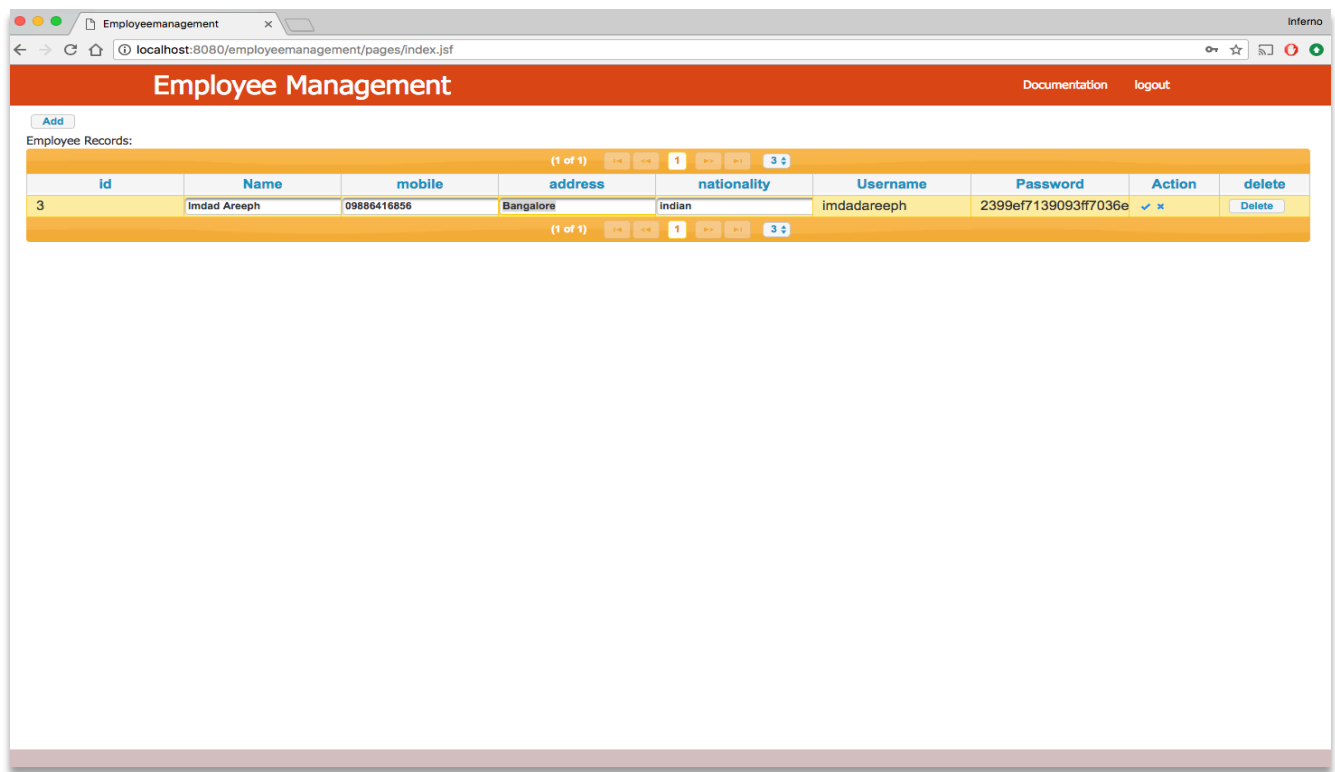 Employeemanagement
Inferno
localhost:8080/employeemanagement/pages/index.jsf
Employee Management Documentation logout
Add
Employee Records:
(1 of 1) 1 3
id Name mobile address nationality Username Password Action delete
3 Imdad Areeph 09886416856 Bangalore indian imdadareeph 2399ef7139093ff7036e Delete
(1 of 1) 1 3